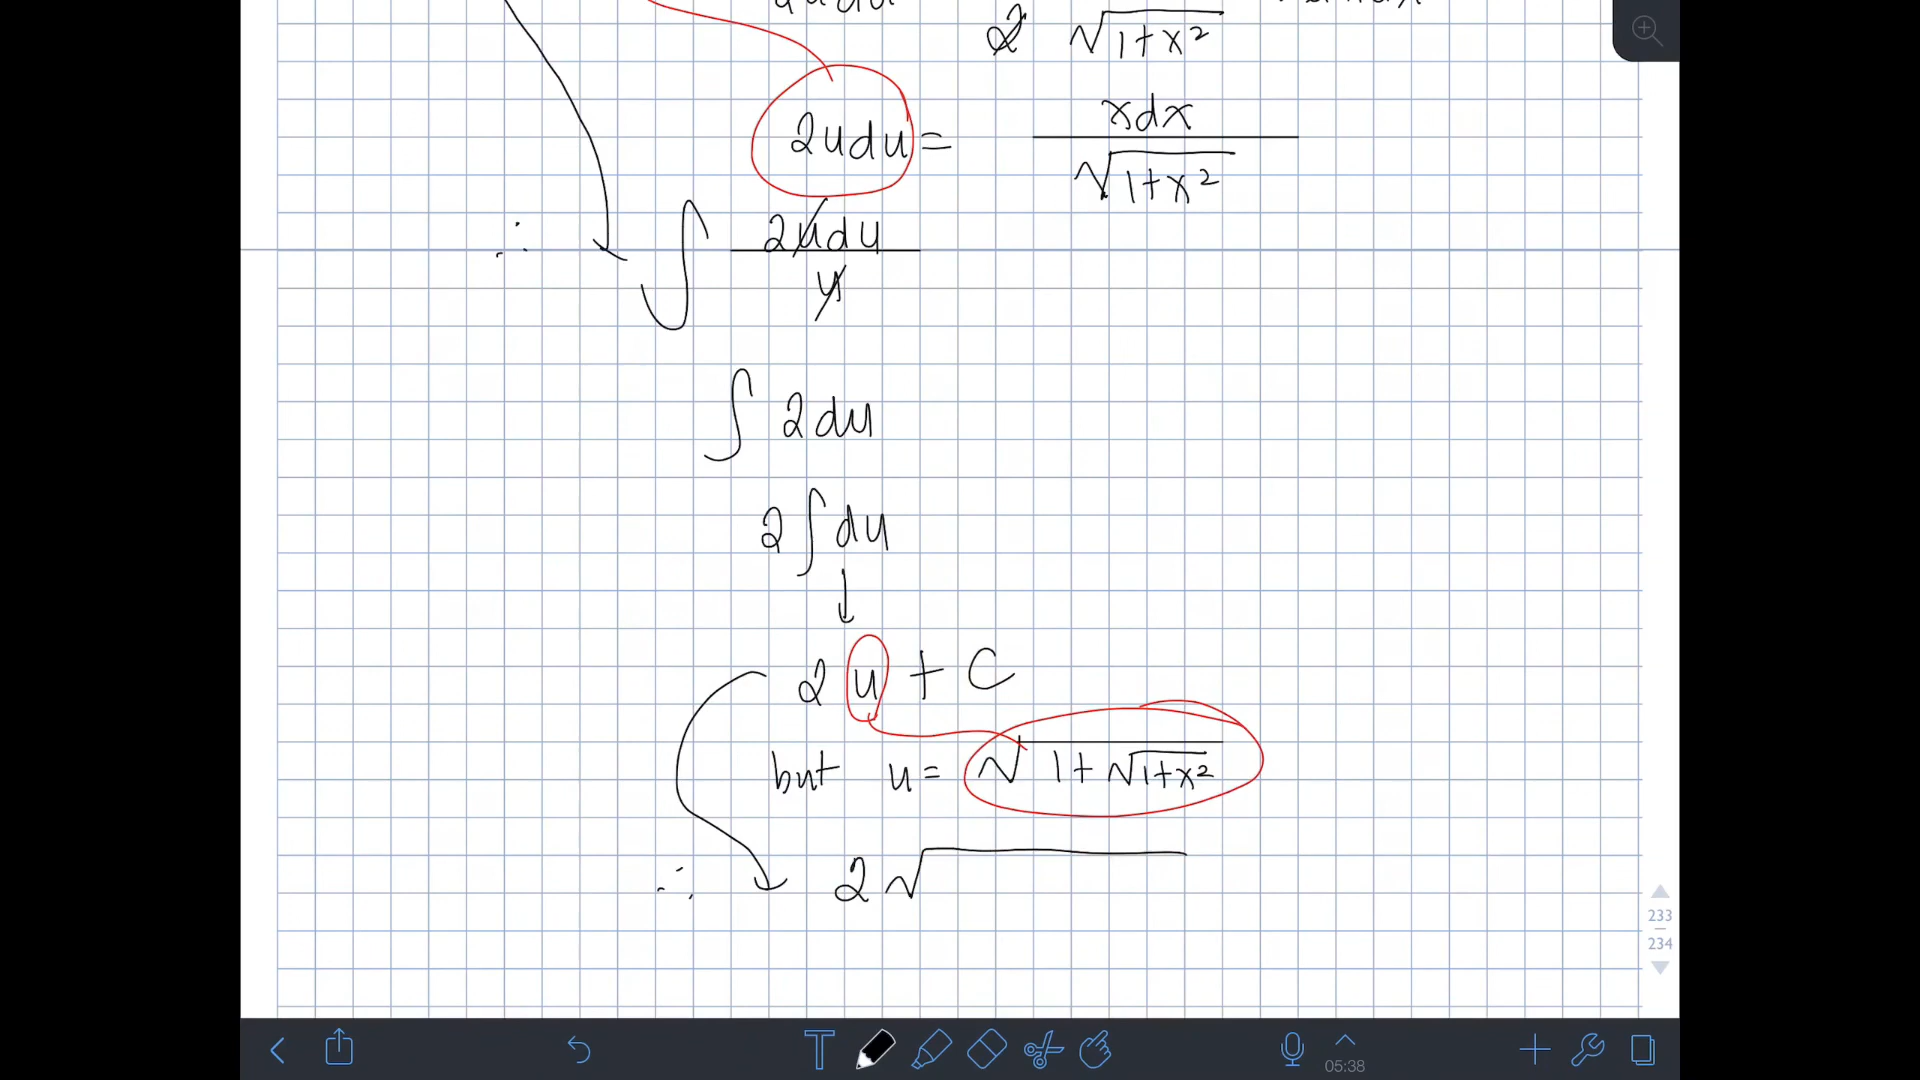 2 √1+x²
2udu = xdx / √1+x²
∴ ∫ 2udu / u
∫ 2du
2∫du
2u + C
but u = √1+√1+x²
∴ 2√
233
234
T
05:38